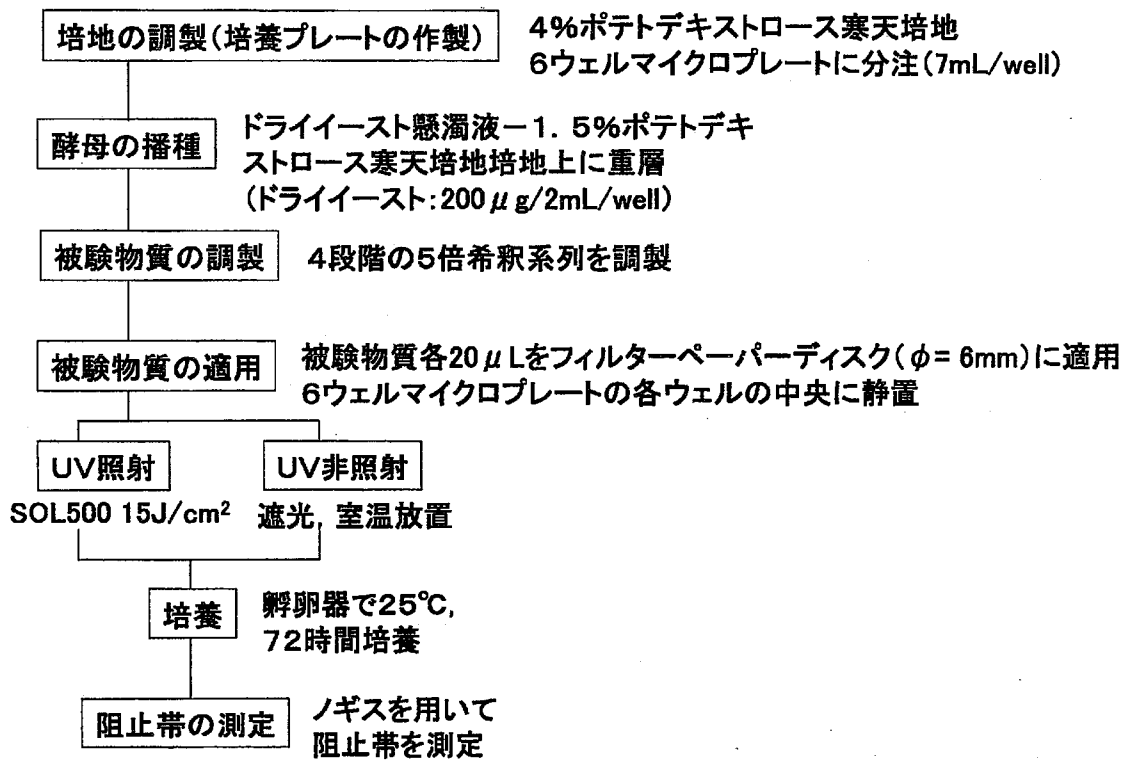 培地の調製(培養プレートの作製)
4%ポテトデキストロース寒天培地
6ウェルマイクロプレートに分注(7mL/well)
酵母の播種
ドライイースト懸濁液－1．5%ポテトデキ
ストロース寒天培地培地上に重層
(ドライイースト:200μg/2mL/well)
被験物質の調製
4段階の5倍希釈系列を調製
被験物質の適用
被験物質各20μLをフィルターペーパーディスク(φ=6mm)に適用
6ウェルマイクロプレートの各ウェルの中央に静置
UV照射
UV非照射
SOL500 15J/cm²
遮光，室温放置
培養
孵卵器で25℃,
72時間培養
阻止帯の測定
ノギスを用いて
阻止帯を測定